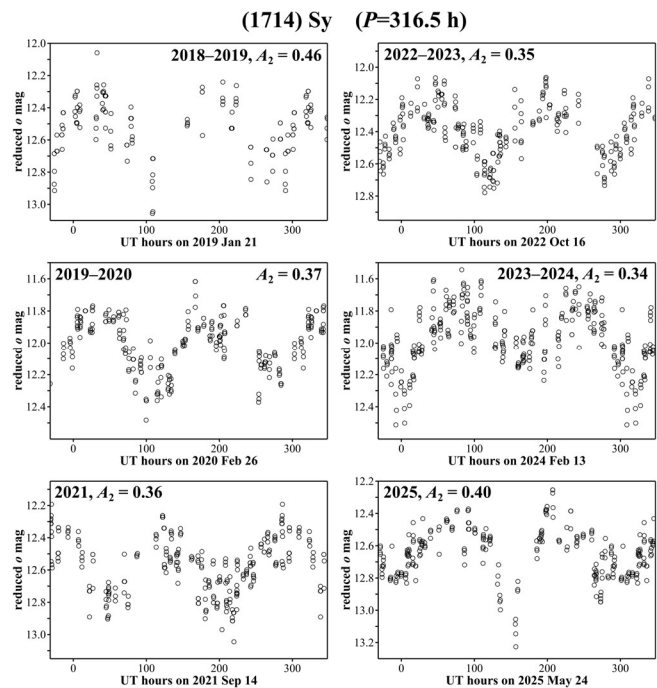 (1714) Sy (P=316.5 h)
2018–2019, A2 = 0.46
reduced o mag
12.0
12.2
12.4
12.6
12.8
13.0
0 100 200 300
UT hours on 2019 Jan 21
2022–2023, A2 = 0.35
reduced o mag
12.0
12.2
12.4
12.6
12.8
0 100 200 300
UT hours on 2022 Oct 16
2019–2020 A2 = 0.37
reduced o mag
11.6
11.8
12.0
12.2
12.4
0 100 200 300
UT hours on 2020 Feb 26
2023–2024, A2 = 0.34
reduced o mag
11.6
11.8
12.0
12.2
12.4
0 100 200 300
UT hours on 2024 Feb 13
2021, A2 = 0.36
reduced o mag
12.2
12.4
12.6
12.8
13.0
0 100 200 300
UT hours on 2021 Sep 14
2025, A2 = 0.40
reduced o mag
12.2
12.4
12.6
12.8
13.0
13.2
0 100 200 300
UT hours on 2025 May 24